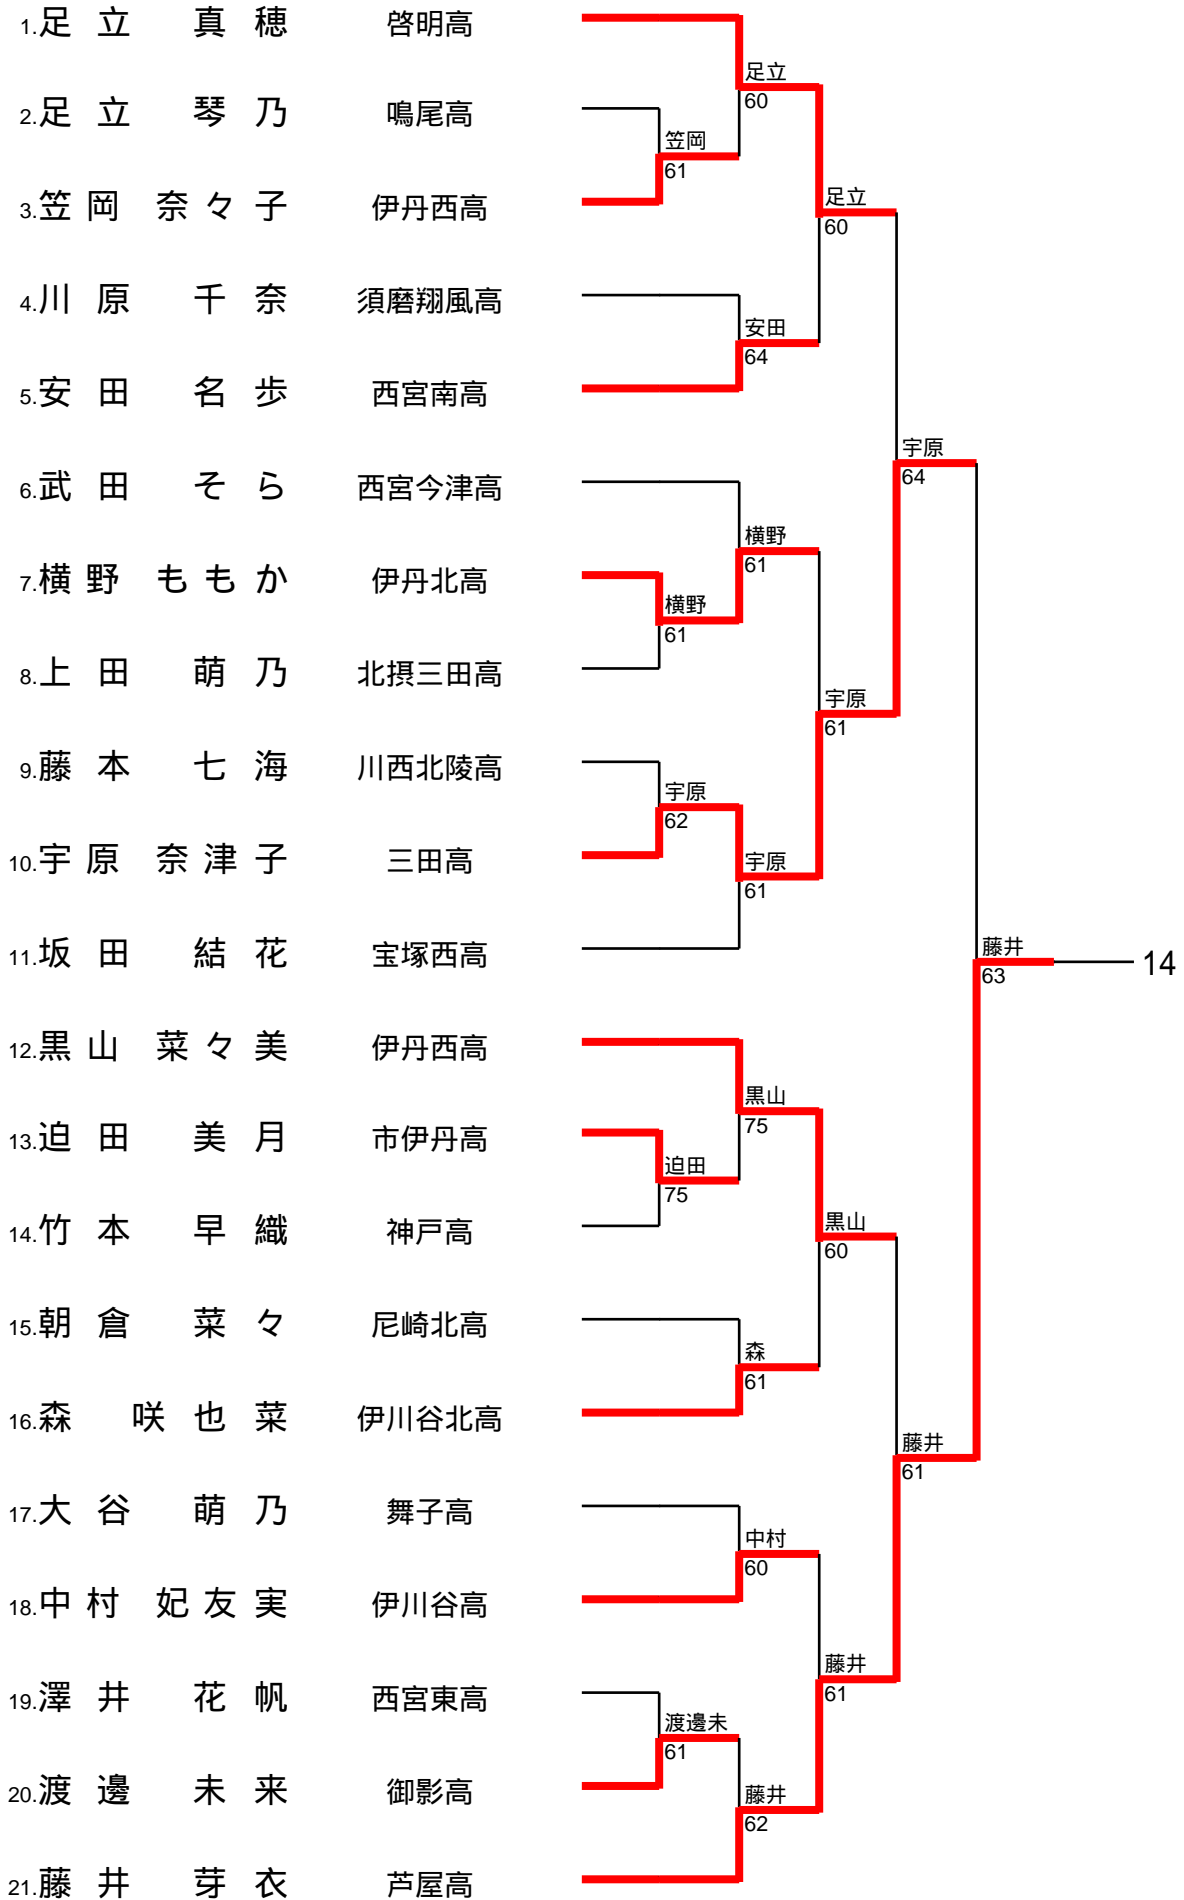 1.足立 真穂 啓明高
足立
60
2.足立 琴乃 鳴尾高
笠岡
61
3.笠岡 奈々子 伊丹西高
足立
60
4.川原 千奈 須磨翔風高
安田
64
5.安田 名歩 西宮南高
宇原
64
6.武田 そら 西宮今津高
横野
61
7.横野 ももか 伊丹北高
横野
61
8.上田 萌乃 北摂三田高
宇原
61
9.藤本 七海 川西北陵高
宇原
62
10.宇原 奈津子 三田高
宇原
61
11.坂田 結花 宝塚西高
藤井
63
14
12.黒山 菜々美 伊丹西高
黒山
75
13.迫田 美月 市伊丹高
迫田
75
14.竹本 早織 神戸高
黒山
60
15.朝倉 菜々 尼崎北高
森
61
16.森 咲也菜 伊川谷北高
藤井
61
17.大谷 萌乃 舞子高
中村
60
18.中村 妃友実 伊川谷高
藤井
61
19.澤井 花帆 西宮東高
渡邊未
61
20.渡邊 未来 御影高
藤井
62
21.藤井 芽衣 芦屋高